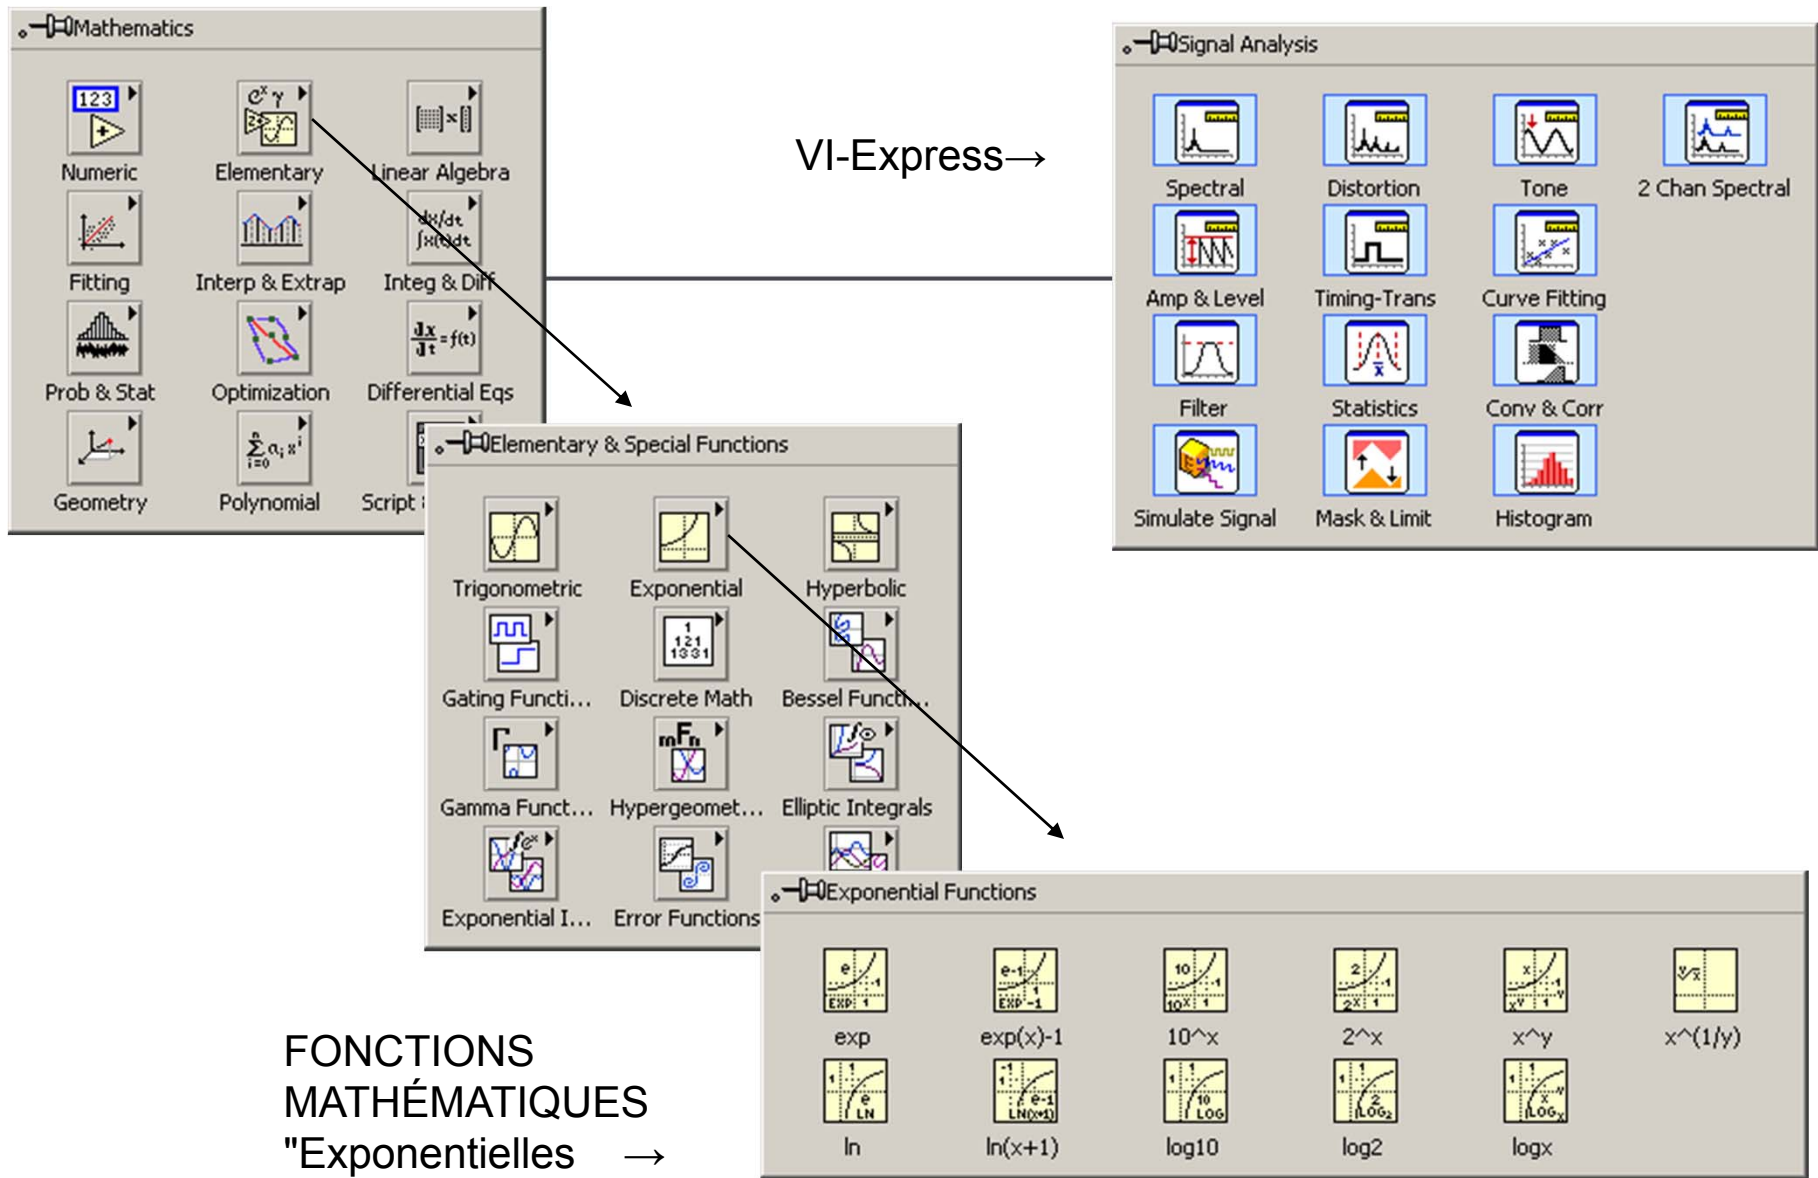 Mathematics
Numeric Elementary Linear Algebra
Fitting Interp & Extrap Integ & Diff
Prob & Stat Optimization Differential Eqs
Geometry Polynomial Script
VI-Express→
Signal Analysis
Spectral Distortion Tone 2 Chan Spectral
Amp & Level Timing-Trans Curve Fitting
Filter Statistics Conv & Corr
Simulate Signal Mask & Limit Histogram
Elementary & Special Functions
Trigonometric Exponential Hyperbolic
Gating Functi... Discrete Math Bessel Functi...
Gamma Funct... Hypergeomet... Elliptic Integrals
Exponential I... Error Functions
Exponential Functions
exp exp(x)-1 10^x 2^x x^y x^(1/y)
ln ln(x+1) log10 log2 logx
FONCTIONS
MATHÉMATIQUES
"Exponentielles →